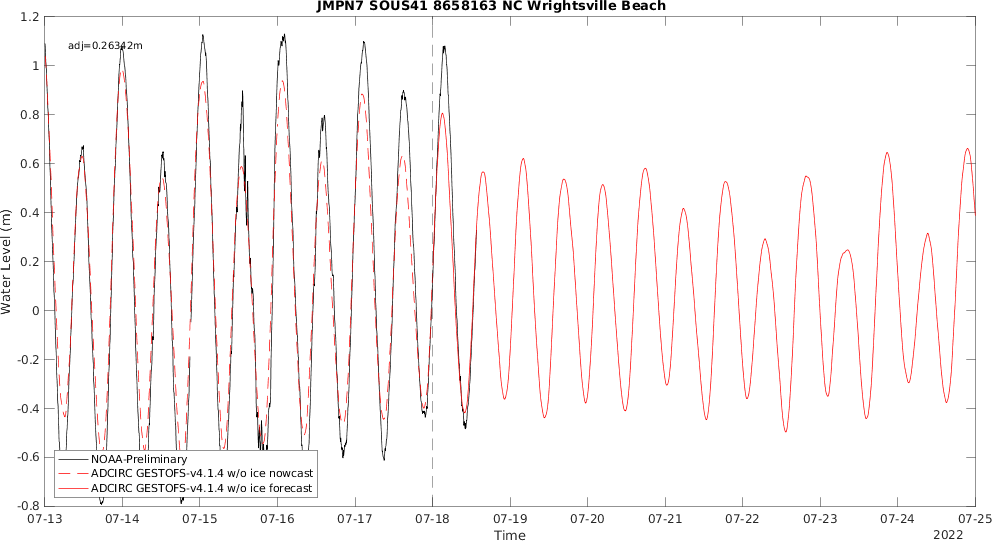 JMPN7 SOUS41 8658163 NC Wrightsville Beach
adj=0.26342m
1.2
1
0.8
0.6
0.4
0.2
0
-0.2
-0.4
-0.6
-0.8
Water Level (m)
NOAA-Preliminary
ADCIRC GESTOFS-v4.1.4 w/o ice nowcast
ADCIRC GESTOFS-v4.1.4 w/o ice forecast
07-13 07-14 07-15 07-16 07-17 07-18 07-19 07-20 07-21 07-22 07-23 07-24 07-25
Time
2022